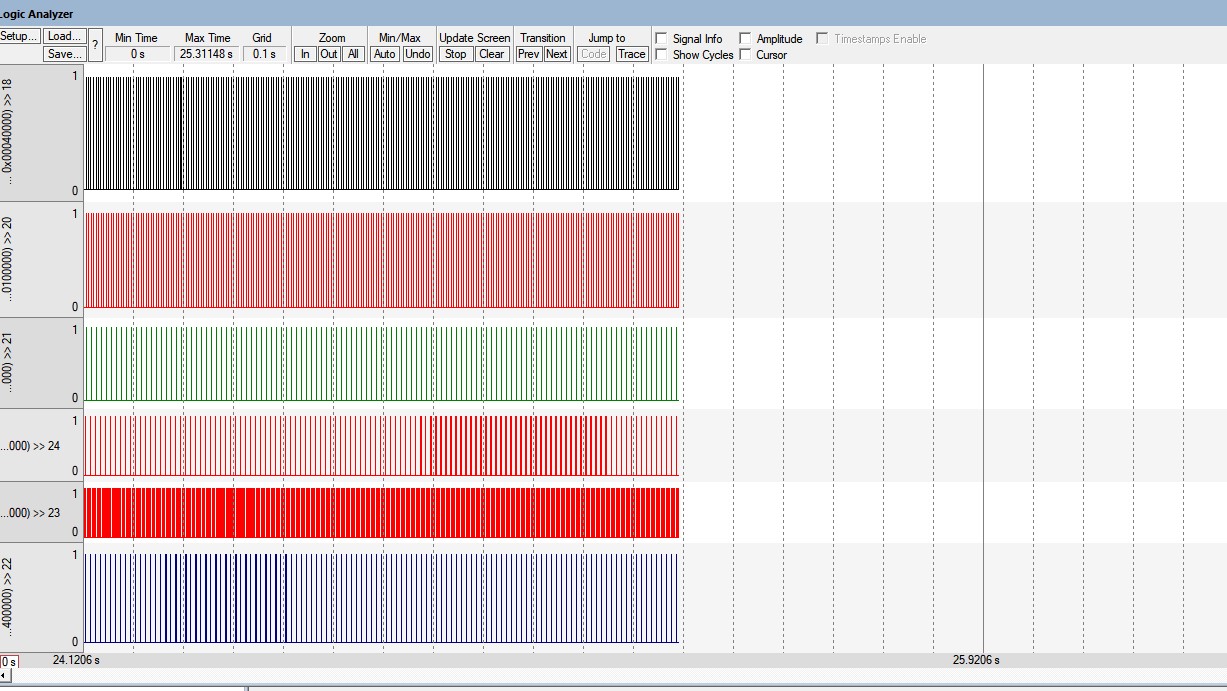 Logic Analyzer
Setup... Load... ? Min Time Max Time Grid Zoom Min/Max Update Screen Transition Jump to Signal Info Amplitude Timestamps Enable
Save... 0 s 25.31148 s 0.1 s In Out All Auto Undo Stop Clear Prev Next Code Trace Show Cycles Cursor
1
... 0x00040000) >> 18
0
1
...0100000) >> 20
0
1
...000) >> 21
0
1
...000) >> 24
0
1
...000) >> 23
0
1
...400000) >> 22
0
0 s 24.1206 s 25.9206 s